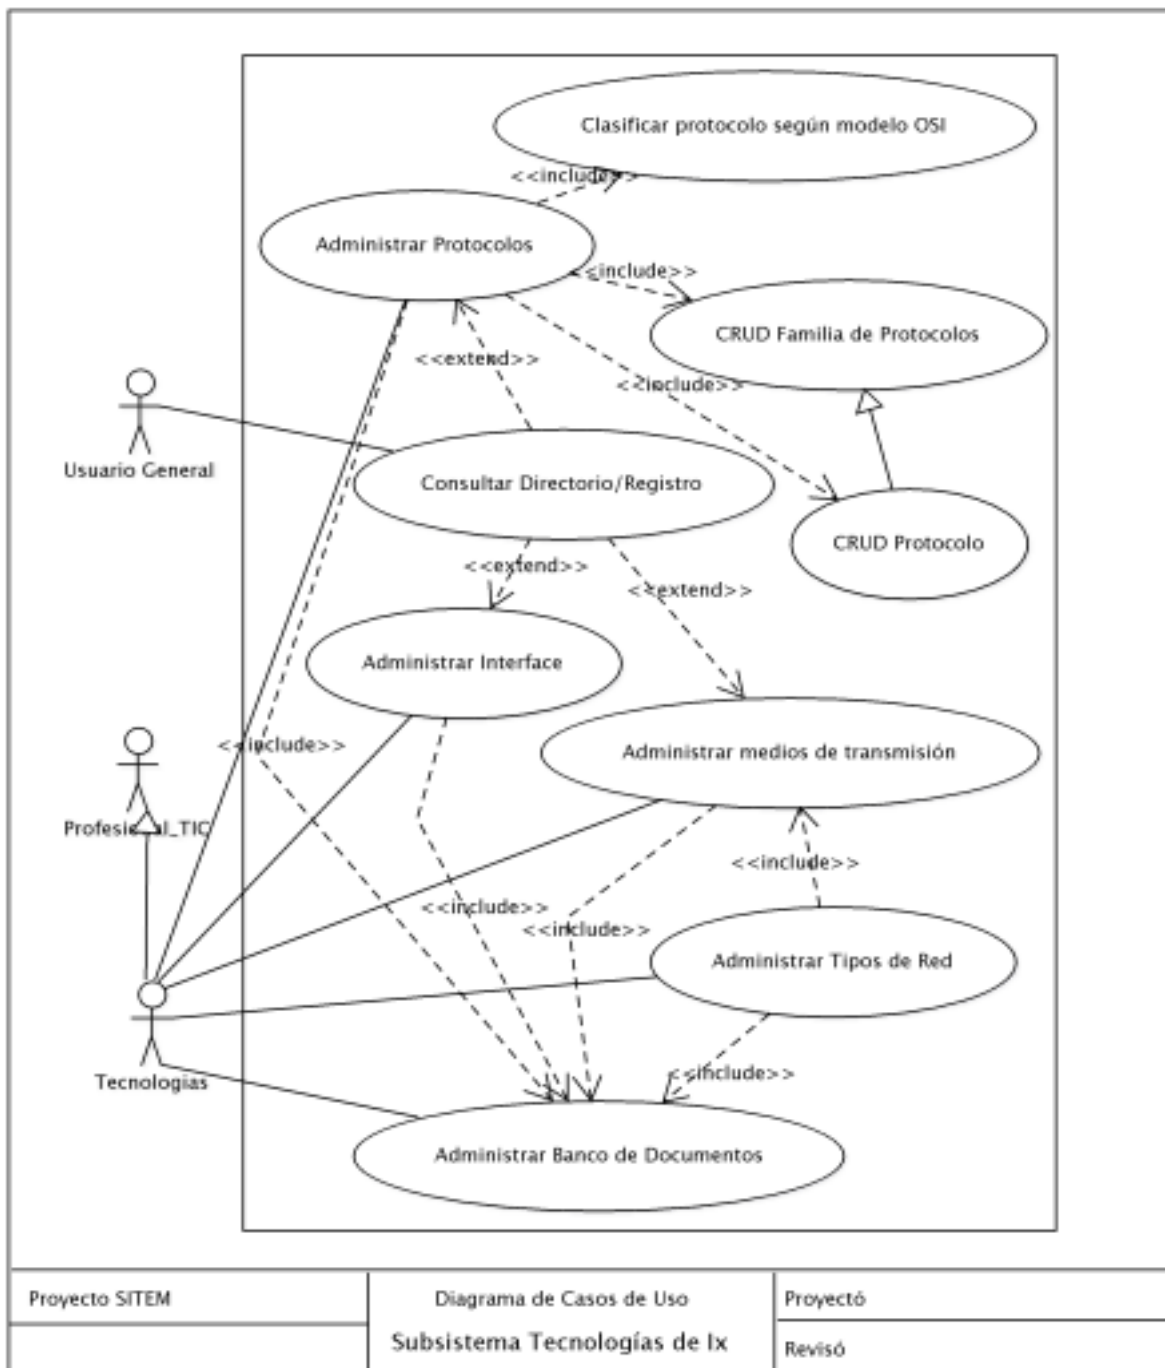 Clasificar protocolo según modelo OSI
<<include>>
Administrar Protocolos
<<include>>
CRUD Familia de Protocolos
<<extend>>
<<include>>
Usuario General
Consultar Directorio/Registro
CRUD Protocolo
<<extend>>
<<extend>>
Administrar Interface
<<include>>
Administrar medios de transmisión
Profesional_TIC
<<include>>
<<include>>
<<include>>
Administrar Tipos de Red
<<include>>
Tecnologias
Administrar Banco de Documentos
Proyecto SITEM
Diagrama de Casos de Uso
Proyectó
Subsistema Tecnologías de Ix
Revisó